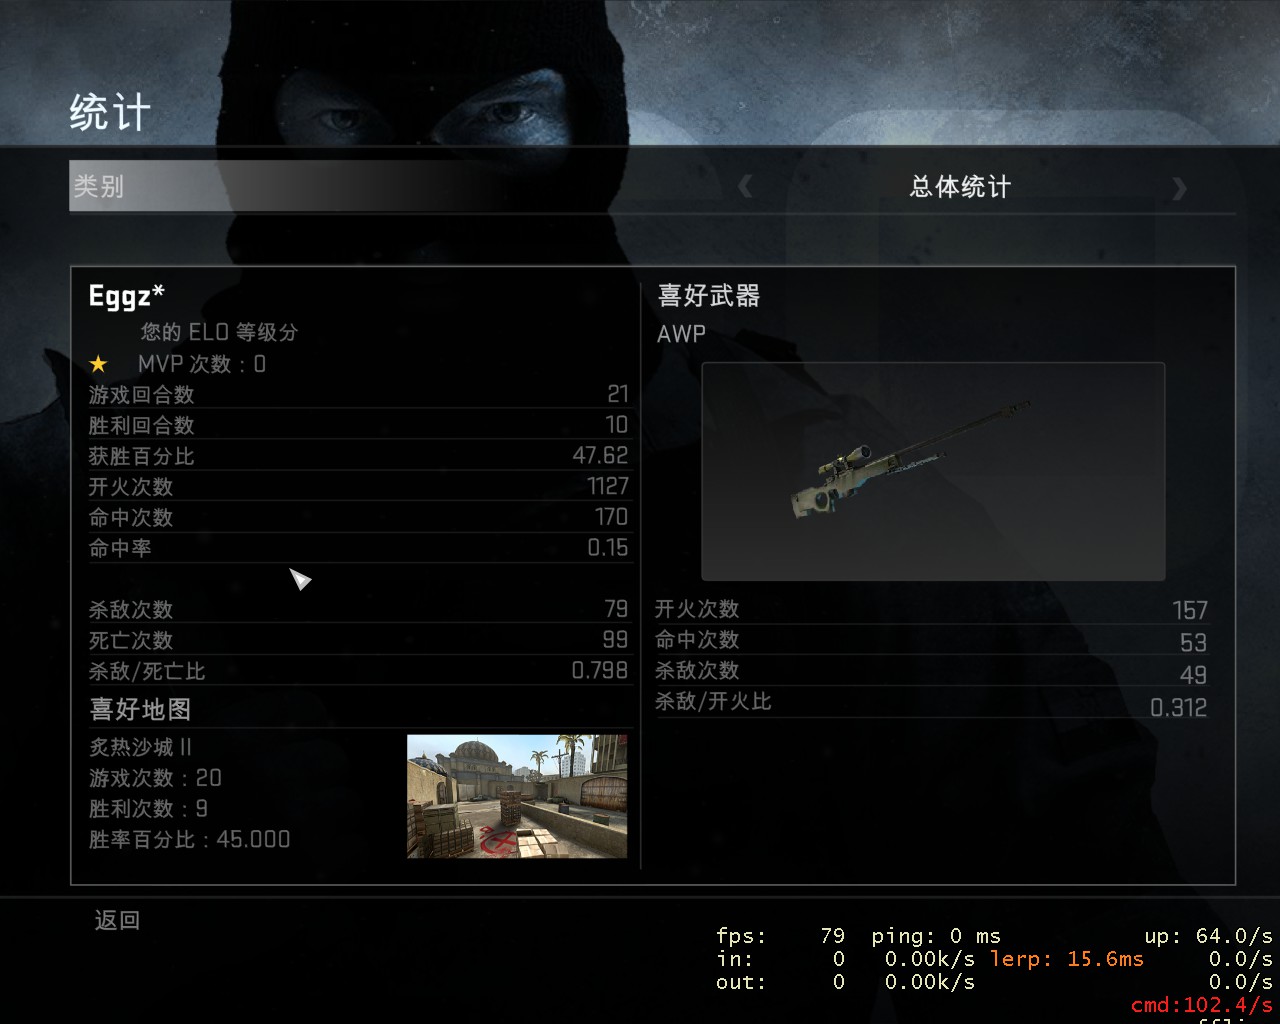 统计
类别
总体统计
Eggz*
您的 ELO 等级分
MVP 次数：0
游戏回合数 21
胜利回合数 10
获胜百分比 47.62
开火次数 1127
命中次数 170
命中率 0.15
杀敌次数 79
死亡次数 99
杀敌/死亡比 0.798
喜好地图
炙热沙城 II
游戏次数：20
胜利次数：9
胜率百分比：45.000
喜好武器
AWP
开火次数 157
命中次数 53
杀敌次数 49
杀敌/开火比 0.312
返回
fps: 79 ping: 0 ms up: 64.0/s
in: 0 0.00k/s lerp: 15.6ms 0.0/s
out: 0 0.00k/s 0.0/s
cmd:102.4/s